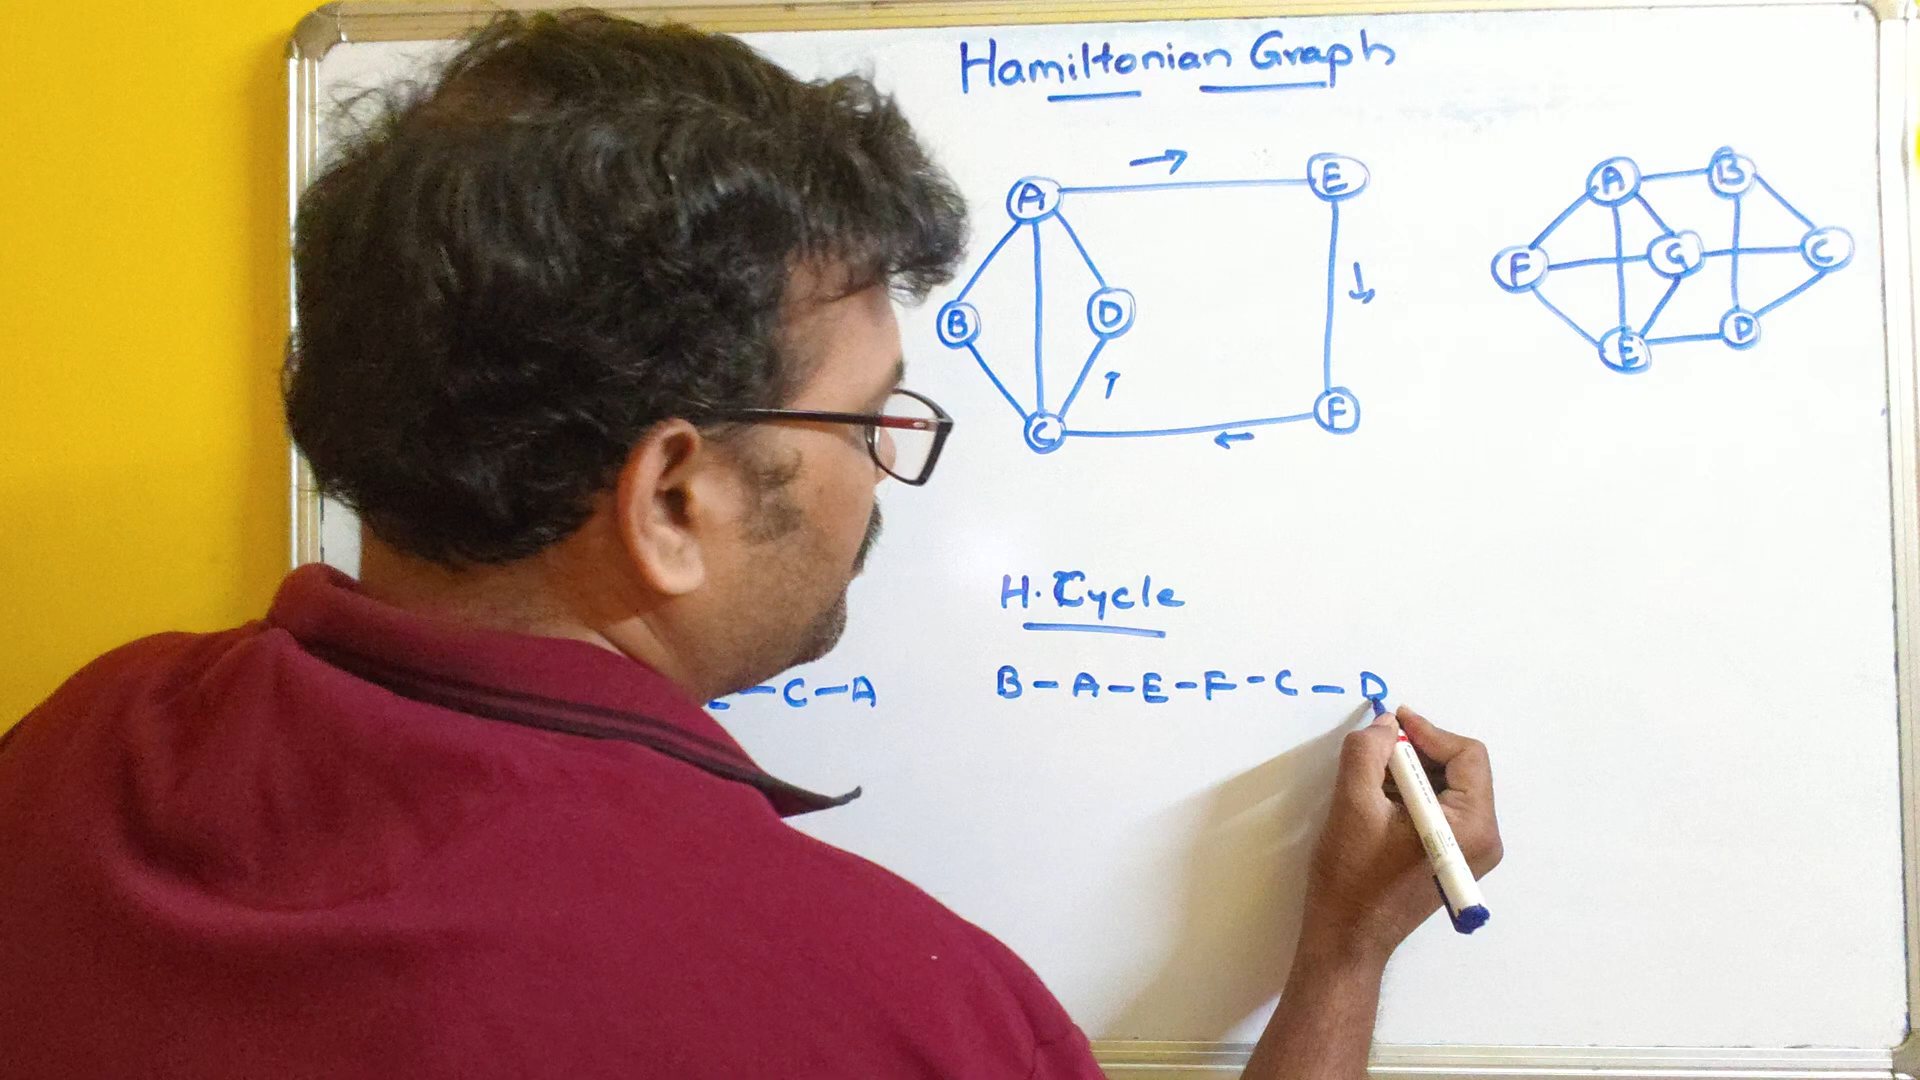 Hamiltonian Graph
A E
B D
C F
A B
F G C
E D
H. Cycle
- C - A
B - A - E - F - C - D